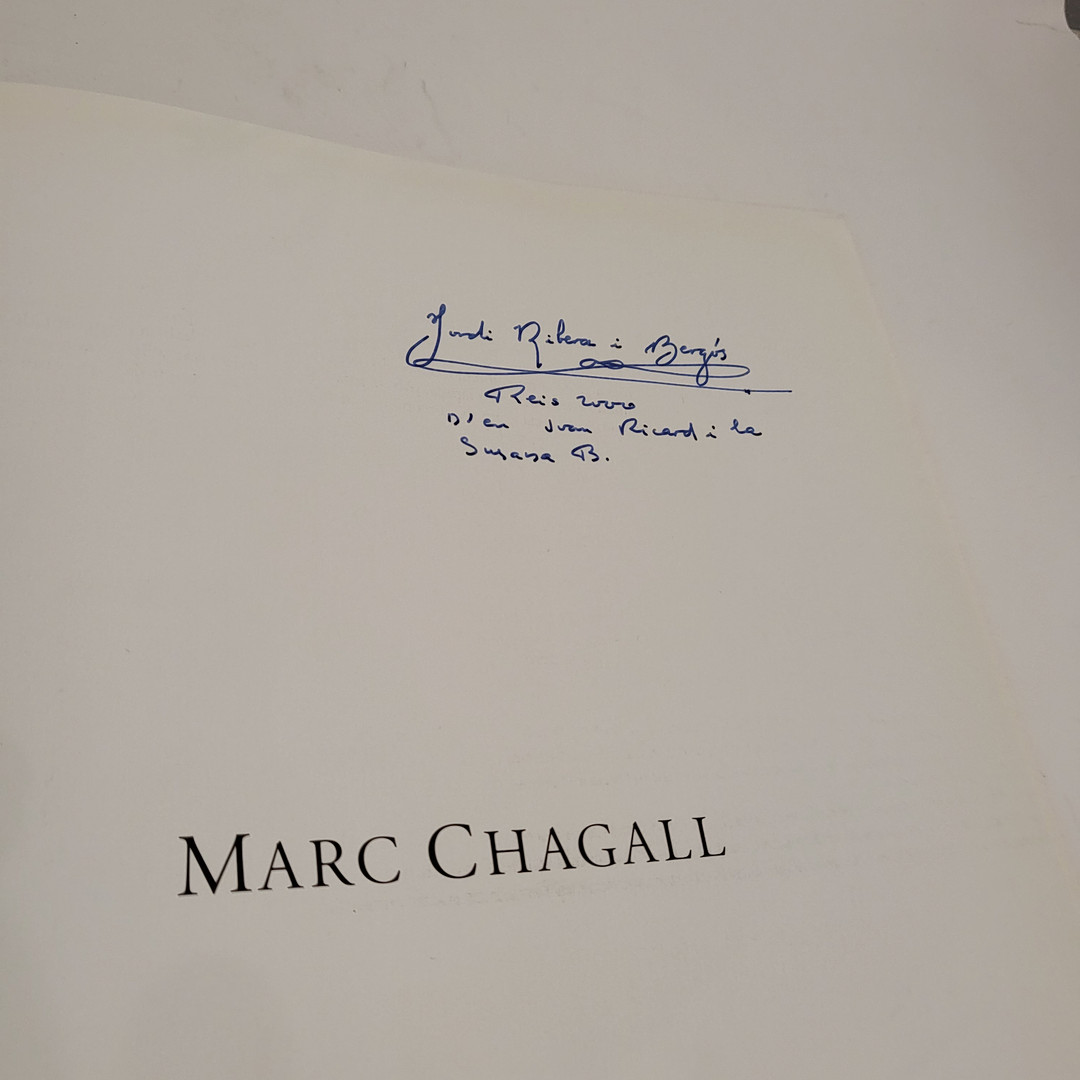 Jordi Ribera i Bergós
Reis 2000
D'en Joan Ricard i la
Susana B.
MARC CHAGALL